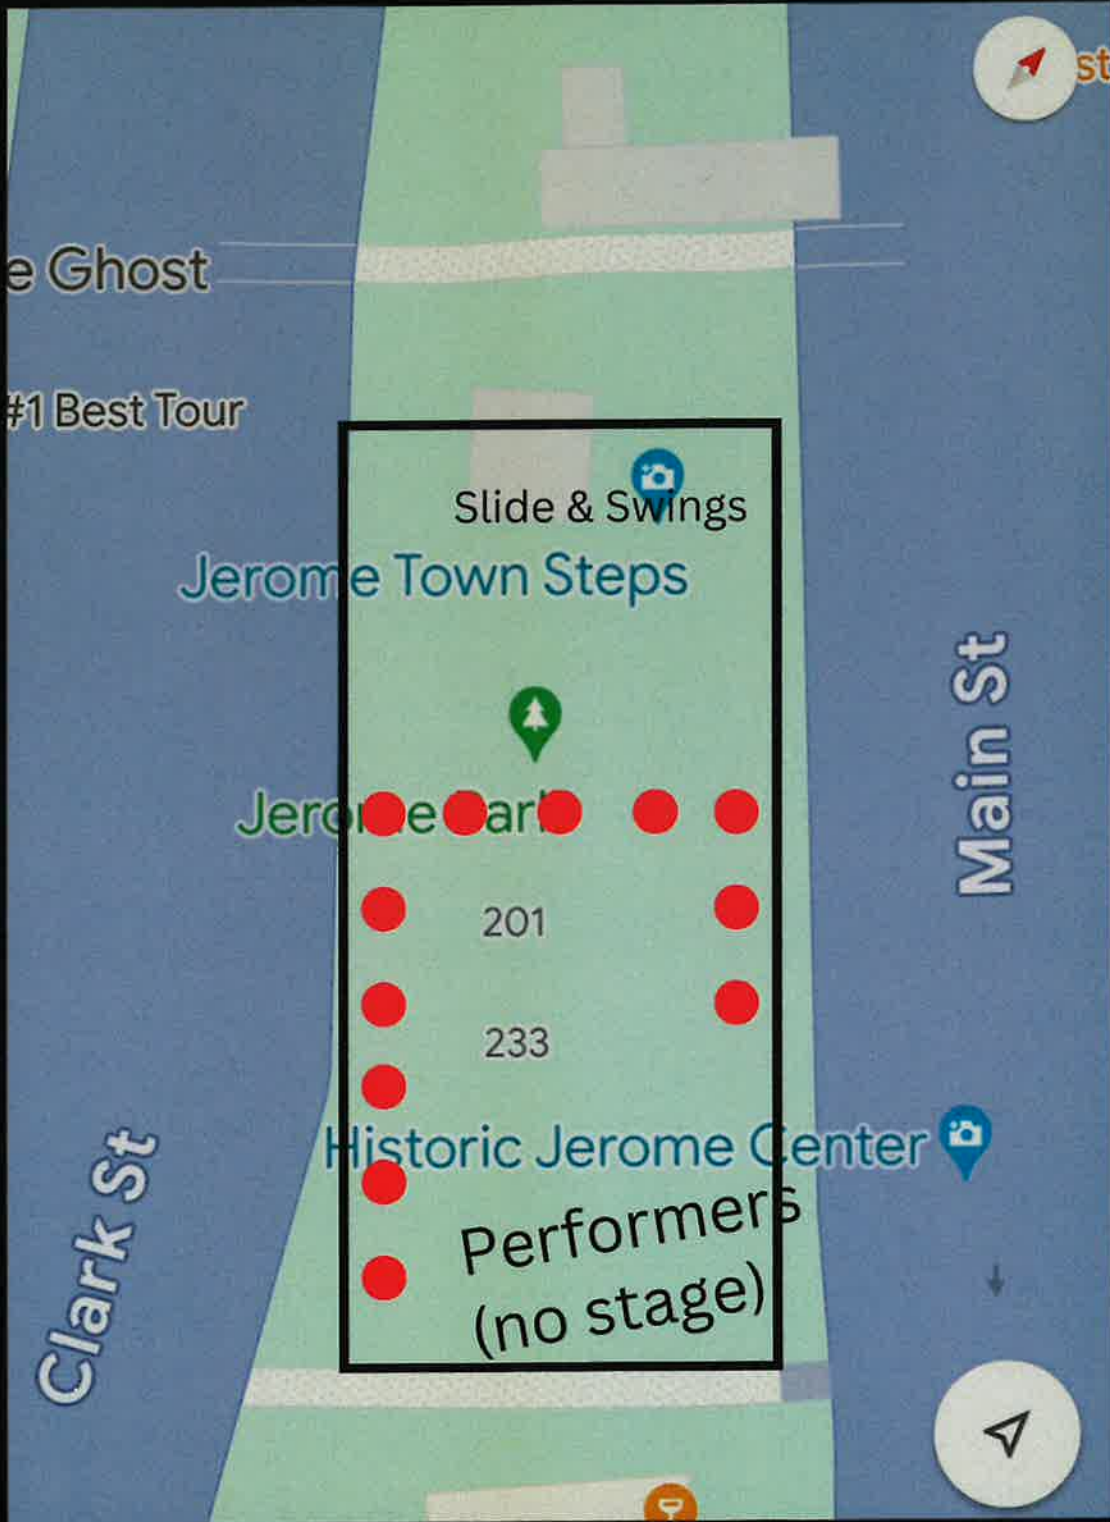 st
e Ghost
#1 Best Tour
Slide & Swings
Jerome Town Steps
Main St
201
233
Historic Jerome Center
Performers
(no stage)
Clark St